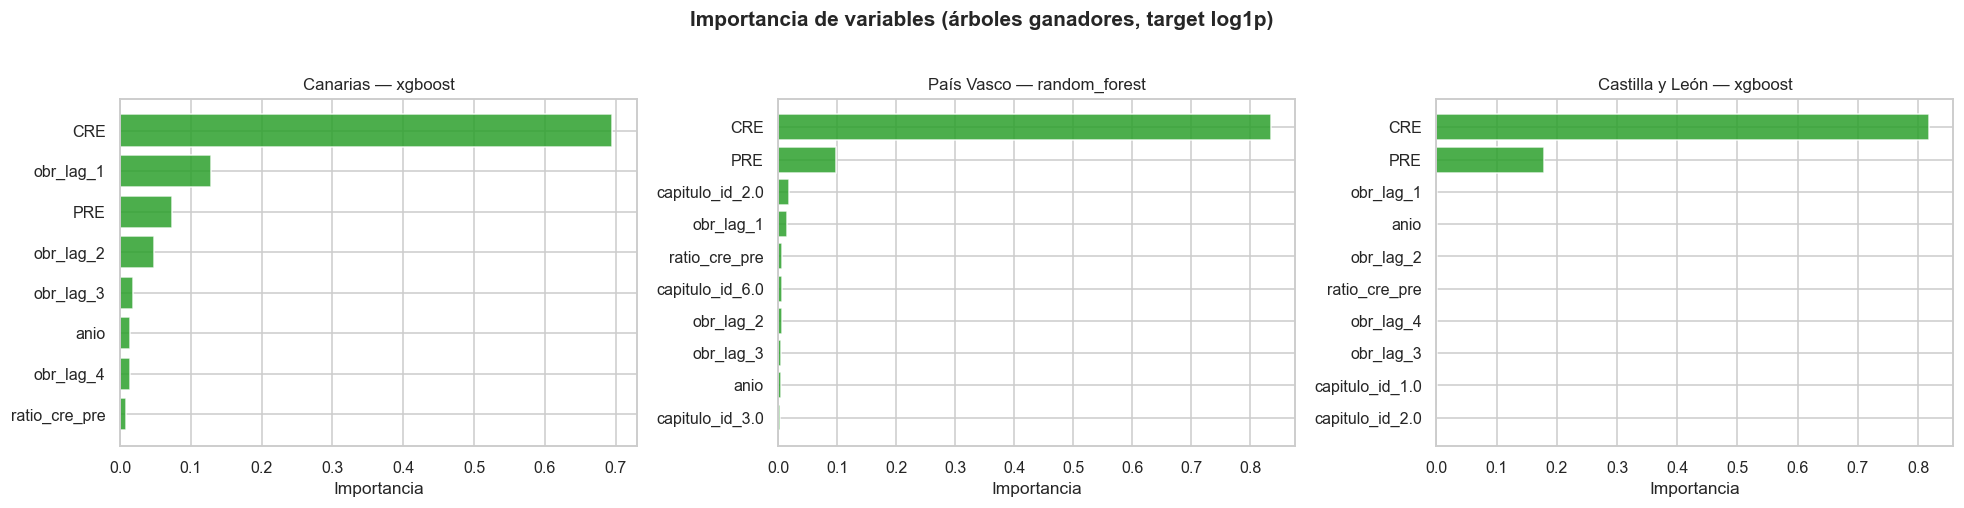 Importancia de variables (árboles ganadores, target log1p)
Canarias — xgboost
CRE
obr_lag_1
PRE
obr_lag_2
obr_lag_3
anio
obr_lag_4
ratio_cre_pre
0.0 0.1 0.2 0.3 0.4 0.5 0.6 0.7
Importancia
País Vasco — random_forest
CRE
PRE
capitulo_id_2.0
obr_lag_1
ratio_cre_pre
capitulo_id_6.0
obr_lag_2
obr_lag_3
anio
capitulo_id_3.0
0.0 0.1 0.2 0.3 0.4 0.5 0.6 0.7 0.8
Importancia
Castilla y León — xgboost
CRE
PRE
obr_lag_1
anio
obr_lag_2
ratio_cre_pre
obr_lag_4
obr_lag_3
capitulo_id_1.0
capitulo_id_2.0
0.0 0.1 0.2 0.3 0.4 0.5 0.6 0.7 0.8
Importancia